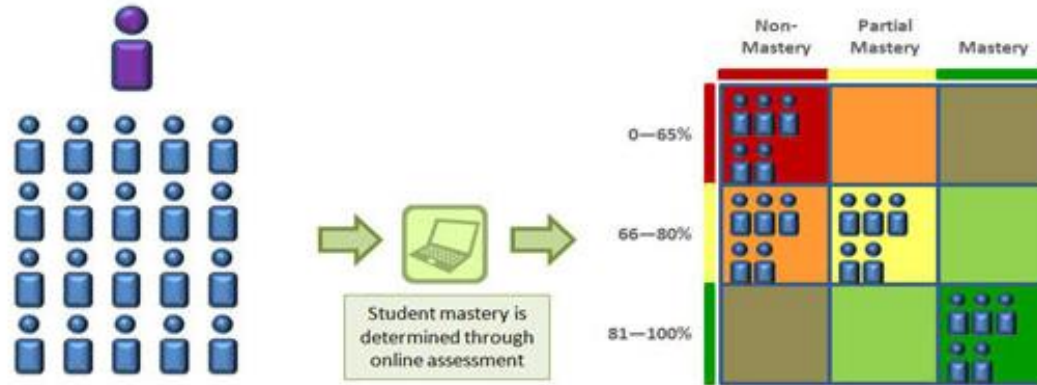 Non-
Mastery
Partial
Mastery
Mastery
0—65%
66—80%
81—100%
Student mastery is
determined through
online assessment